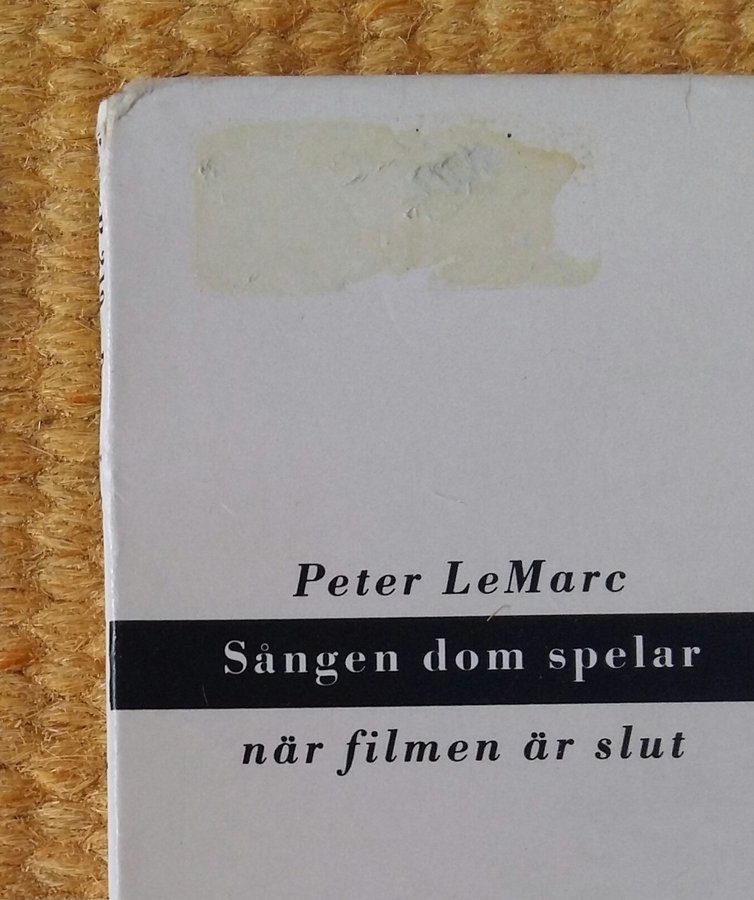 Peter LeMarc
Sången dom spelar
när filmen är slut